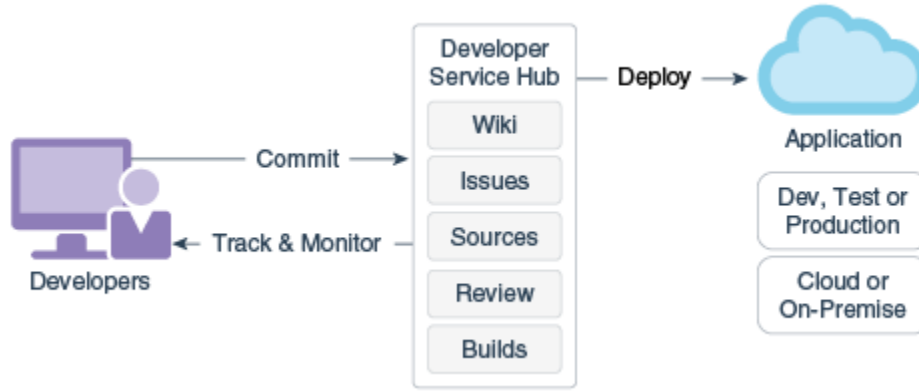 Developers
Commit
Track & Monitor
Developer
Service Hub
Wiki
Issues
Sources
Review
Builds
Deploy
Application
Dev, Test or
Production
Cloud or
On-Premise